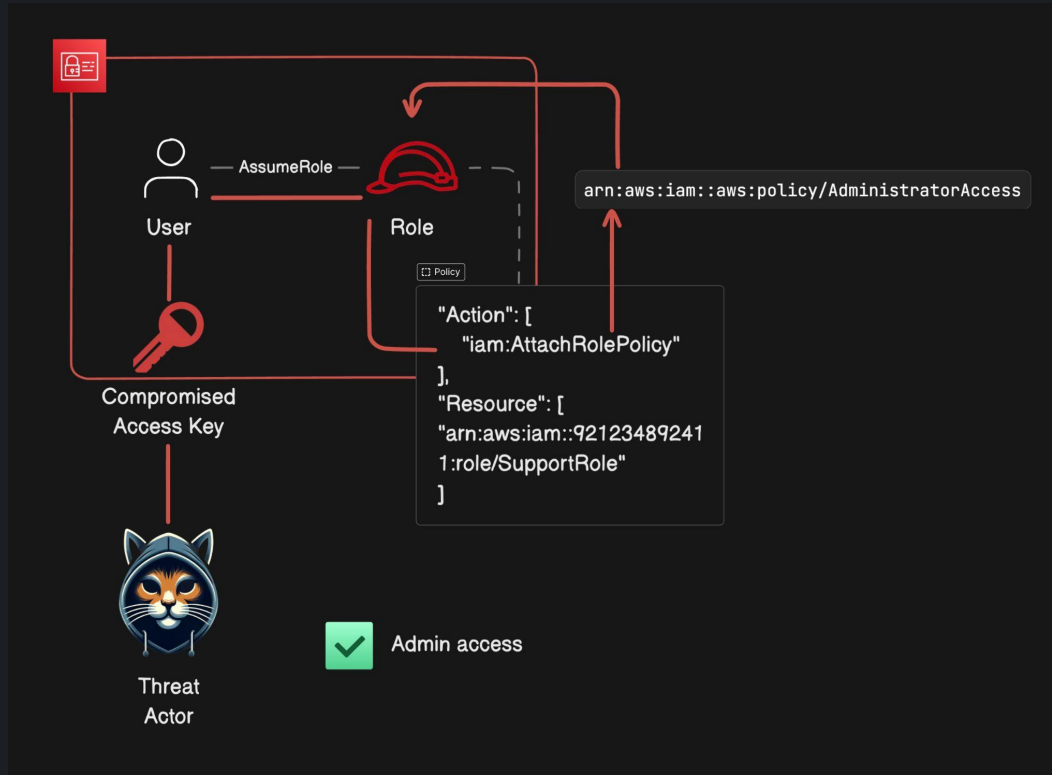 AssumeRole
User
Role
arn:aws:iam::aws:policy/AdministratorAccess
Policy
"Action": [
"iam:AttachRolePolicy"
],
"Resource": [
"arn:aws:iam::92123489241
1:role/SupportRole"
]
Compromised
Access Key
Threat
Actor
Admin access